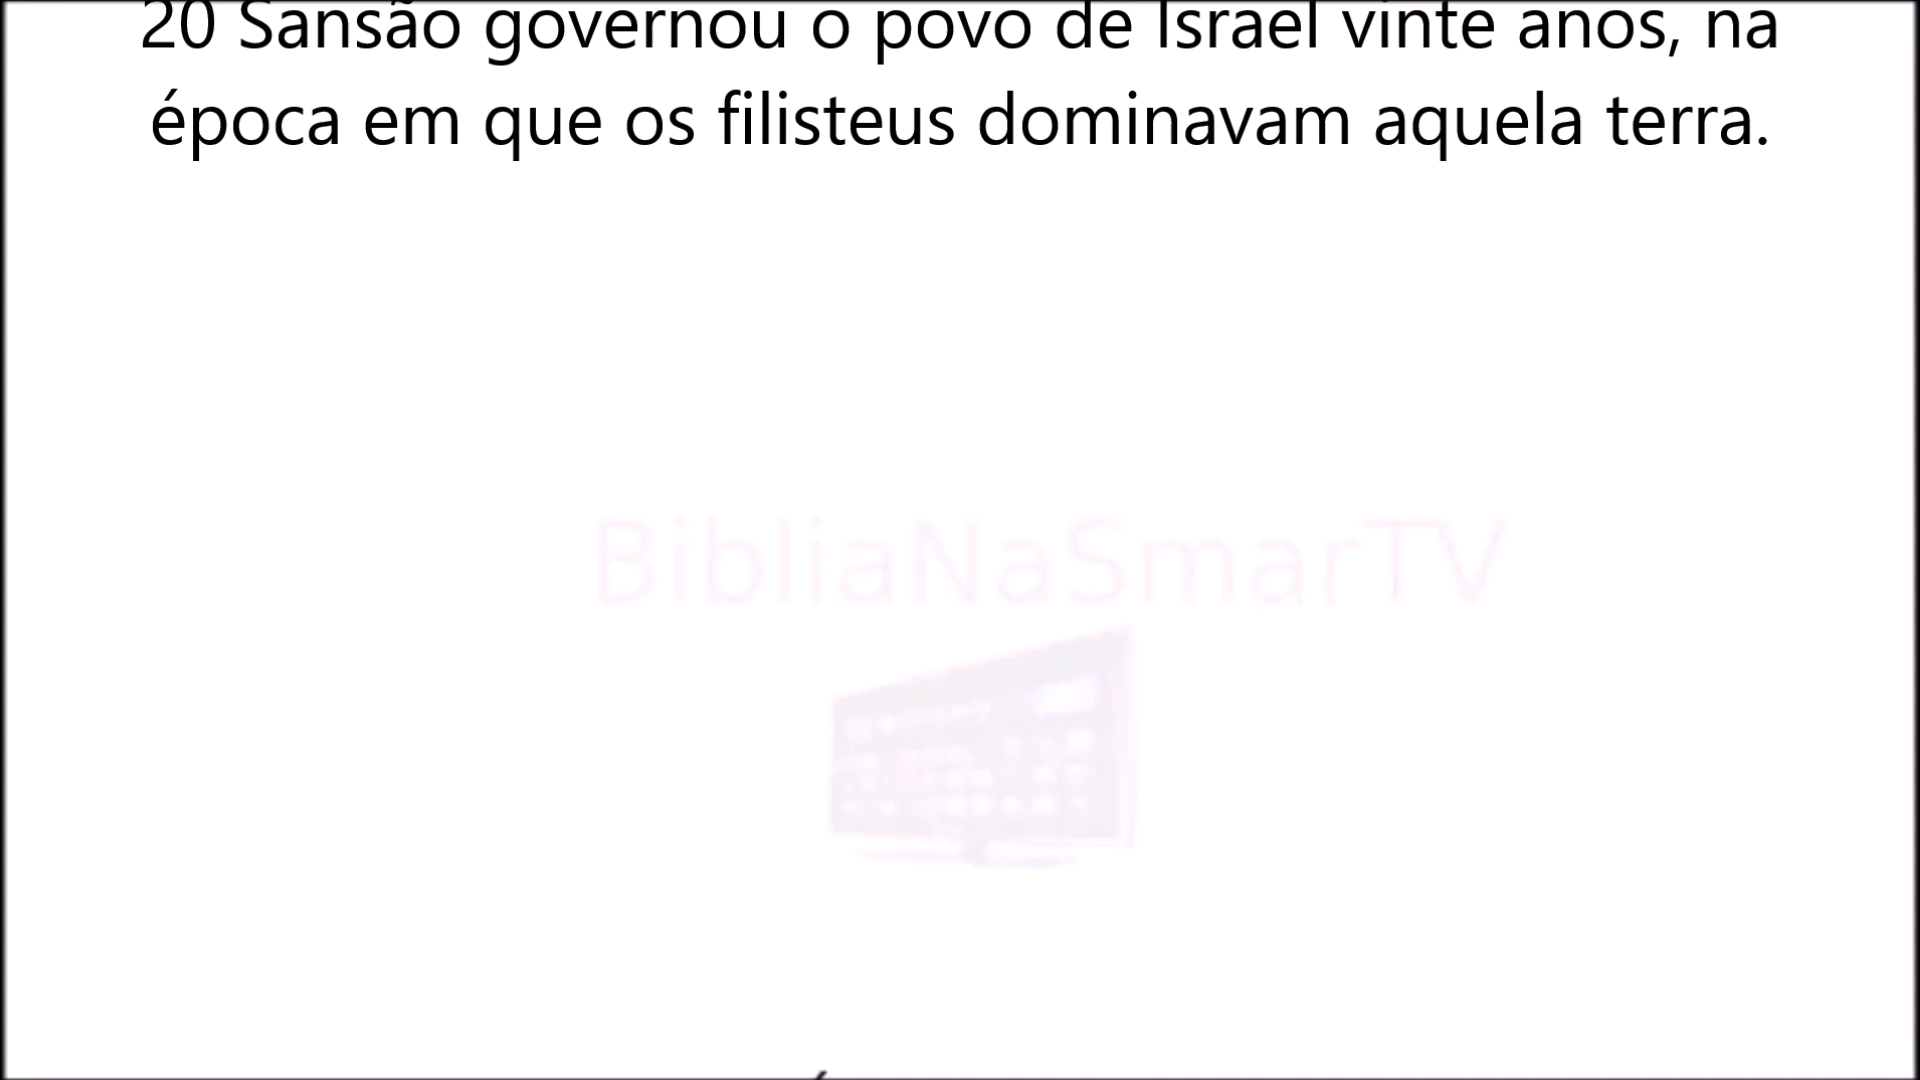 20 Sansão governou o povo de Israel vinte anos, na
época em que os filisteus dominavam aquela terra.
BibliaNaSmarTV